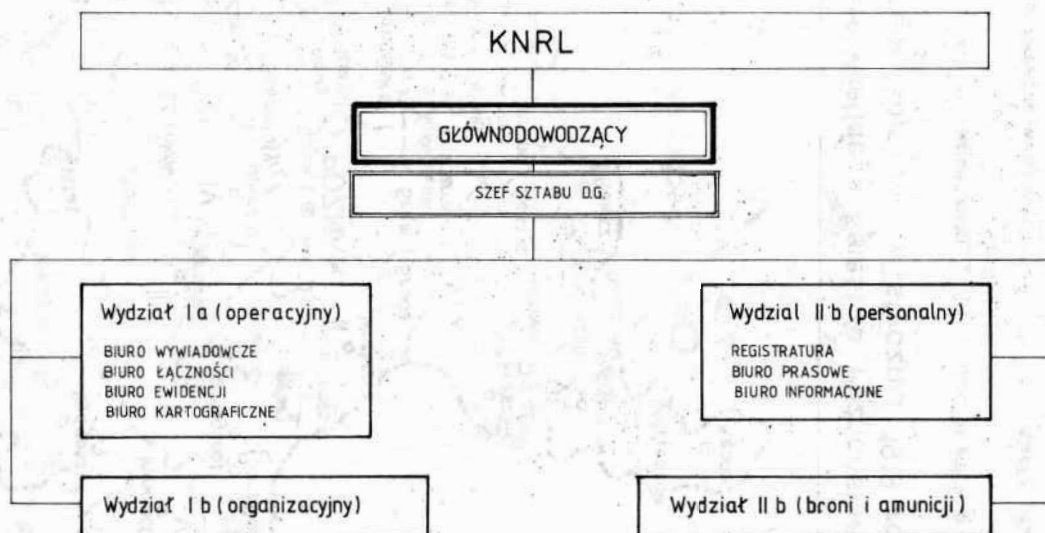 KNRL
GŁÓWNODOWODZĄCY
SZEF SZTABU D.G.
Wydział I a (operacyjny)
BIURO WYWIADOWCZE
BIURO ŁĄCZNOŚCI
BIURO EWIDENCJI
BIURO KARTOGRAFICZNE
Wydzial II b (personalny)
REGISTRATURA
BIURO PRASOWE
BIURO INFORMACYJNE
Wydział I b (organizacyjny)
Wydział II b (broni i amunicji)